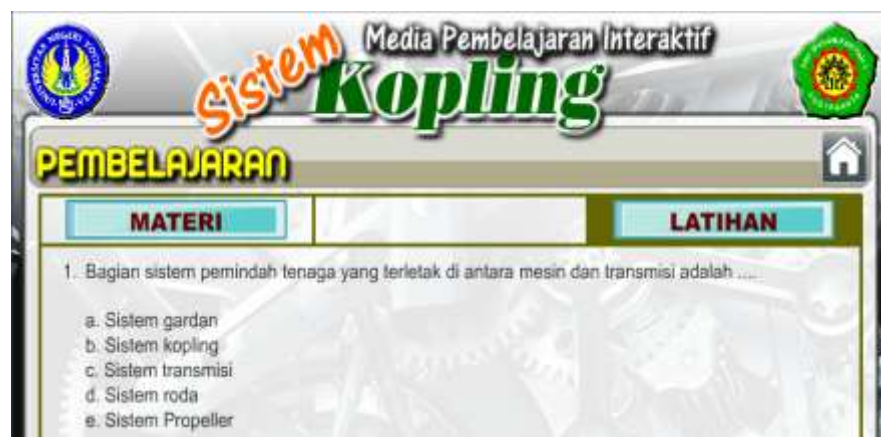 Media Pembelajaran Interaktif
Sistem
Kopling
PEMBELAJARAN
MATERI
LATIHAN
1. Bagian sistem pemindah tenaga yang terletak di antara mesin dan transmisi adalah ....
a. Sistem gardan
b. Sistem kopling
c. Sistem transmisi
d. Sistem roda
e. Sistem Propeller